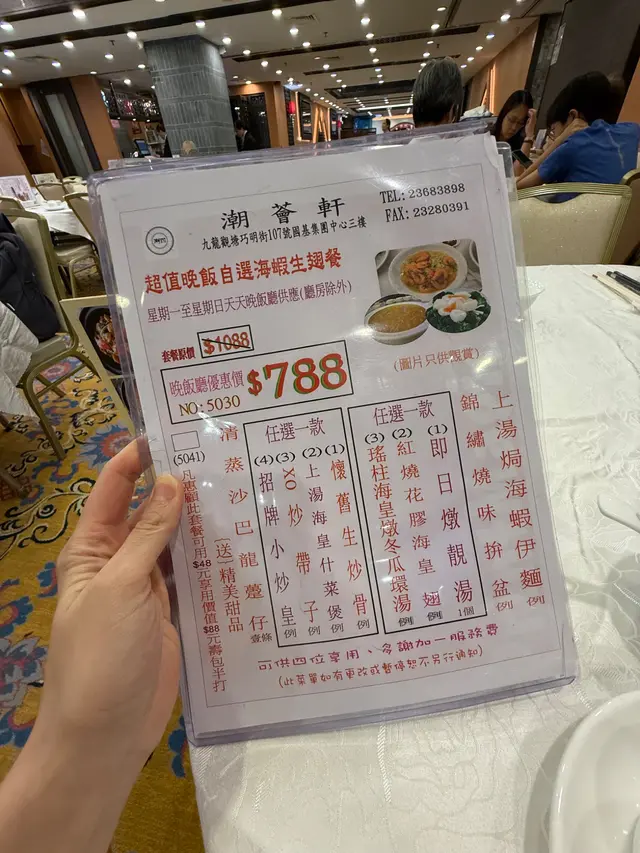 潮薈軒
TEL: 23683898
FAX: 23280391
九龍觀塘巧明街107號國基集團中心三樓
超值晚飯自選海蝦生翅餐
星期一至星期日天天晚飯廳供應(廳房除外)
套餐原價 $1088
晚飯廳優惠價 $788
NO: 5030
(圖片只供觀賞)
上湯焗海蝦伊麵 例
錦繡燒味拚盆 例
任選一款
(1) 即日燉靚湯 1個
(2) 紅燒花膠海皇翅 例
(3) 瑤柱海皇燉冬瓜環湯 例
任選一款
(1) 懷舊生炒骨 例
(2) 上湯海皇什菜煲 例
(3) XO炒帶子 例
(4) 招牌小炒皇 例
清蒸沙巴龍躉仔 壹條
(送)精美甜品
(5041)
凡惠顧此套餐可用$48元享用價值$88元壽包半打
可供四位享用、多謝加一服務費
(此菜單如有更改或暫停恕不另行通知)